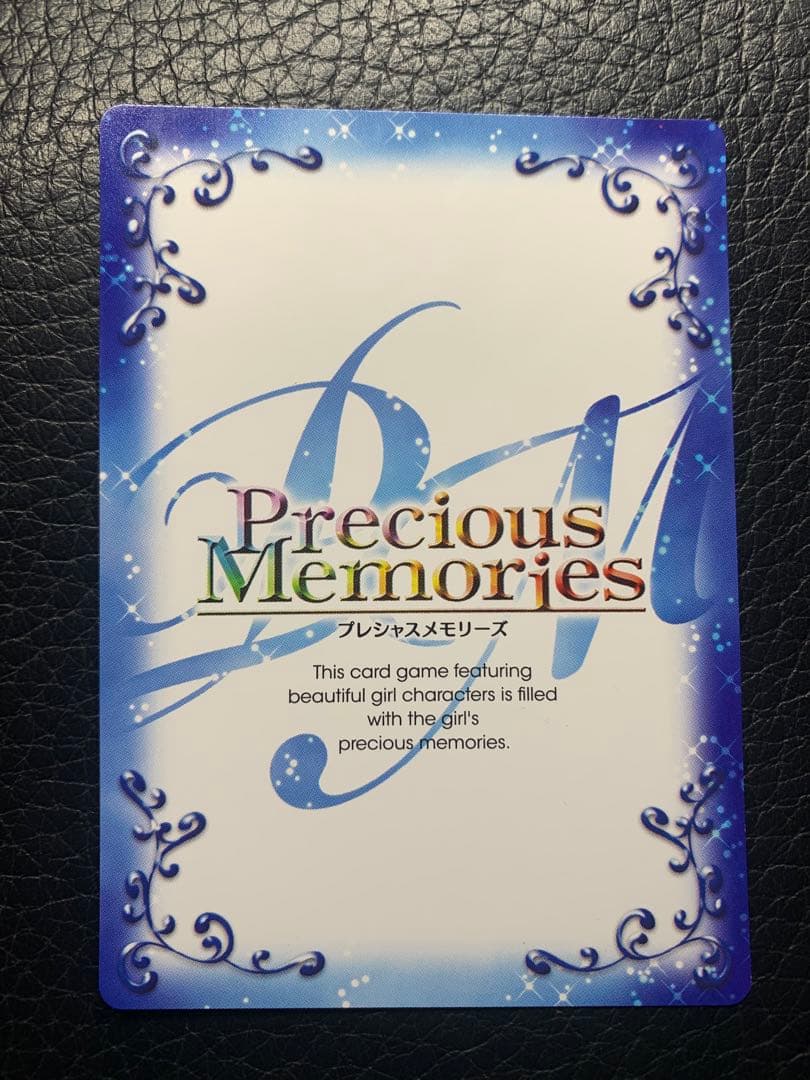 PM
Precious
Memories
プレシャスメモリーズ
This card game featuring
beautiful girl characters is filled
with the girl's
precious memories.